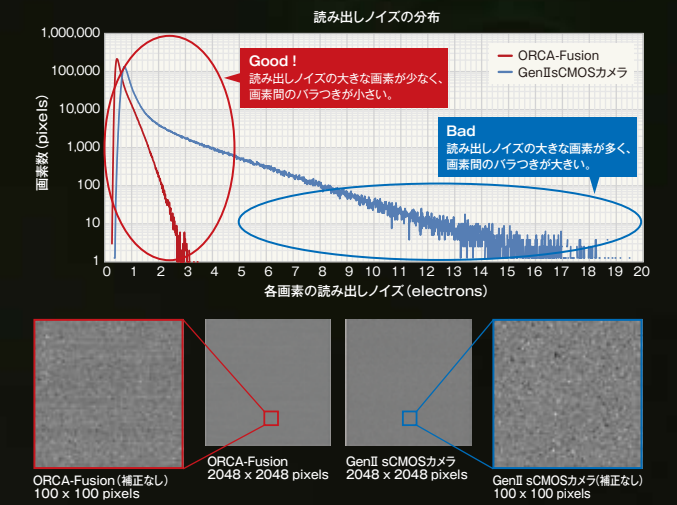 読み出しノイズの分布
1,000,000
100,000
10,000
1,000
100
10
1
画素数(pixels)
Good!
読み出しノイズの大きな画素が少なく、
画素間のバラつきが小さい。
ORCA-Fusion
GenIIsCMOSカメラ
Bad
読み出しノイズの大きな画素が多く、
画素間のバラつきが大きい。
0 1 2 3 4 5 6 7 8 9 10 11 12 13 14 15 16 17 18 19 20
各画素の読み出しノイズ(electrons)
ORCA-Fusion(補正なし)
100 x 100 pixels
ORCA-Fusion
2048 x 2048 pixels
GenII sCMOSカメラ
2048 x 2048 pixels
GenII sCMOSカメラ(補正なし)
100 x 100 pixels